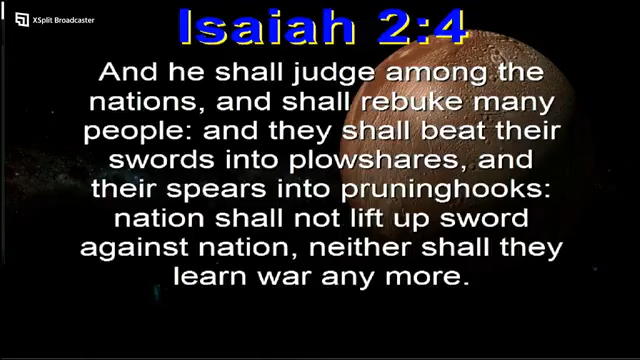 XSplit Broadcaster
Isaiah 2:4
And he shall judge among the
nations, and shall rebuke many
people: and they shall beat their
swords into plowshares, and
their spears into pruninghooks:
nation shall not lift up sword
against nation, neither shall they
learn war any more.